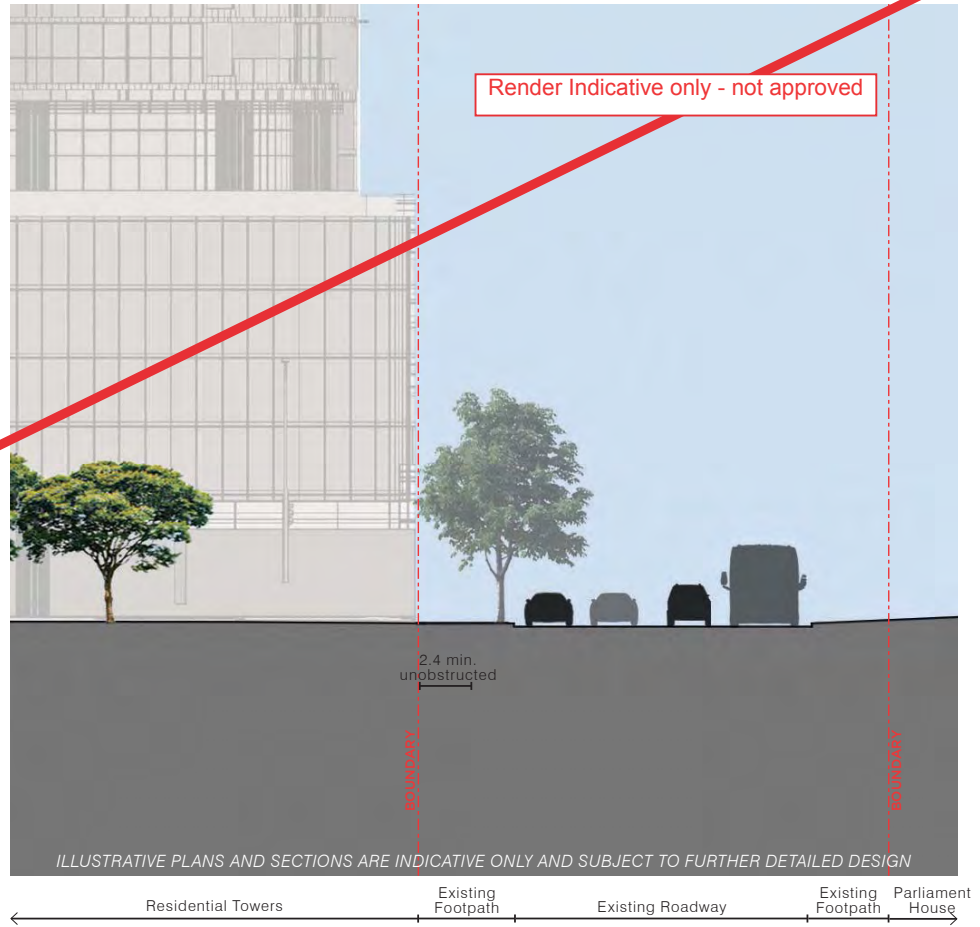 Render Indicative only - not approved
2.4 min.
unobstructed
BOUNDARY
BOUNDARY
ILLUSTRATIVE PLANS AND SECTIONS ARE INDICATIVE ONLY AND SUBJECT TO FURTHER DETAILED DESIGN
Residential Towers
Existing
Footpath
Existing Roadway
Existing
Footpath
Parliament
House